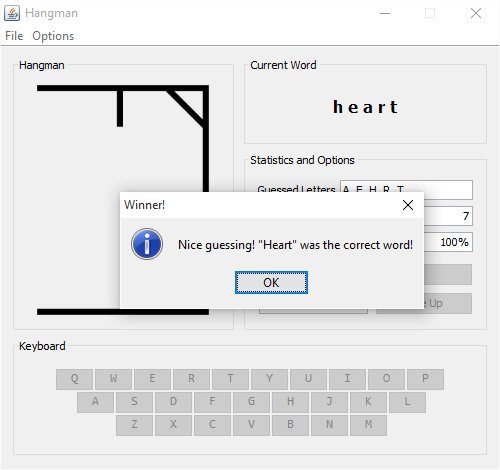 Hangman
File Options
Hangman
Current Word
heart
Statistics and Options
Guessed Letters A E H R T
7
100%
Up
Winner!
Nice guessing! "Heart" was the correct word!
OK
Keyboard
Q W E R T Y U I O P
A S D F G H J K L
Z X C V B N M